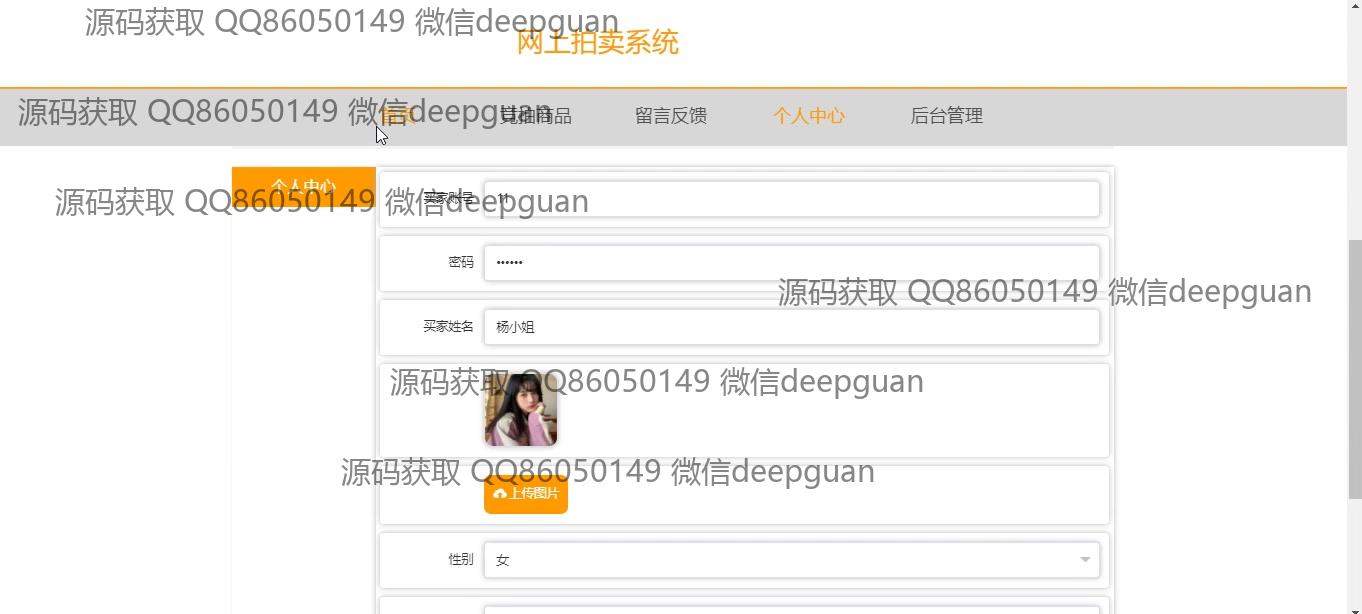 源码获取 QQ86050149 微信deepguan
网上拍卖系统
源码获取 QQ86050149 微信deepguan
首页 竞拍商品 留言反馈 个人中心 后台管理
个人中心
源码获取 QQ86050149 微信deepguan
买家账号 11
密码 ••••••
源码获取 QQ86050149 微信deepguan
买家姓名 杨小姐
源码获取 QQ86050149 微信deepguan
源码获取 QQ86050149 微信deepguan
上传图片
性别 女